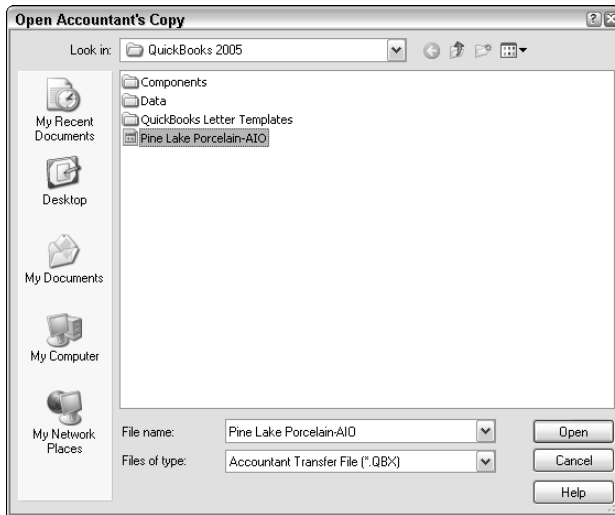 Open Accountant's Copy
Look in: QuickBooks 2005
Components
Data
QuickBooks Letter Templates
Pine Lake Porcelain-AIO
My Recent
Documents
Desktop
My Documents
My Computer
My Network
Places
File name: Pine Lake Porcelain-AIO Open
Files of type: Accountant Transfer File (*.QBX) Cancel
Help